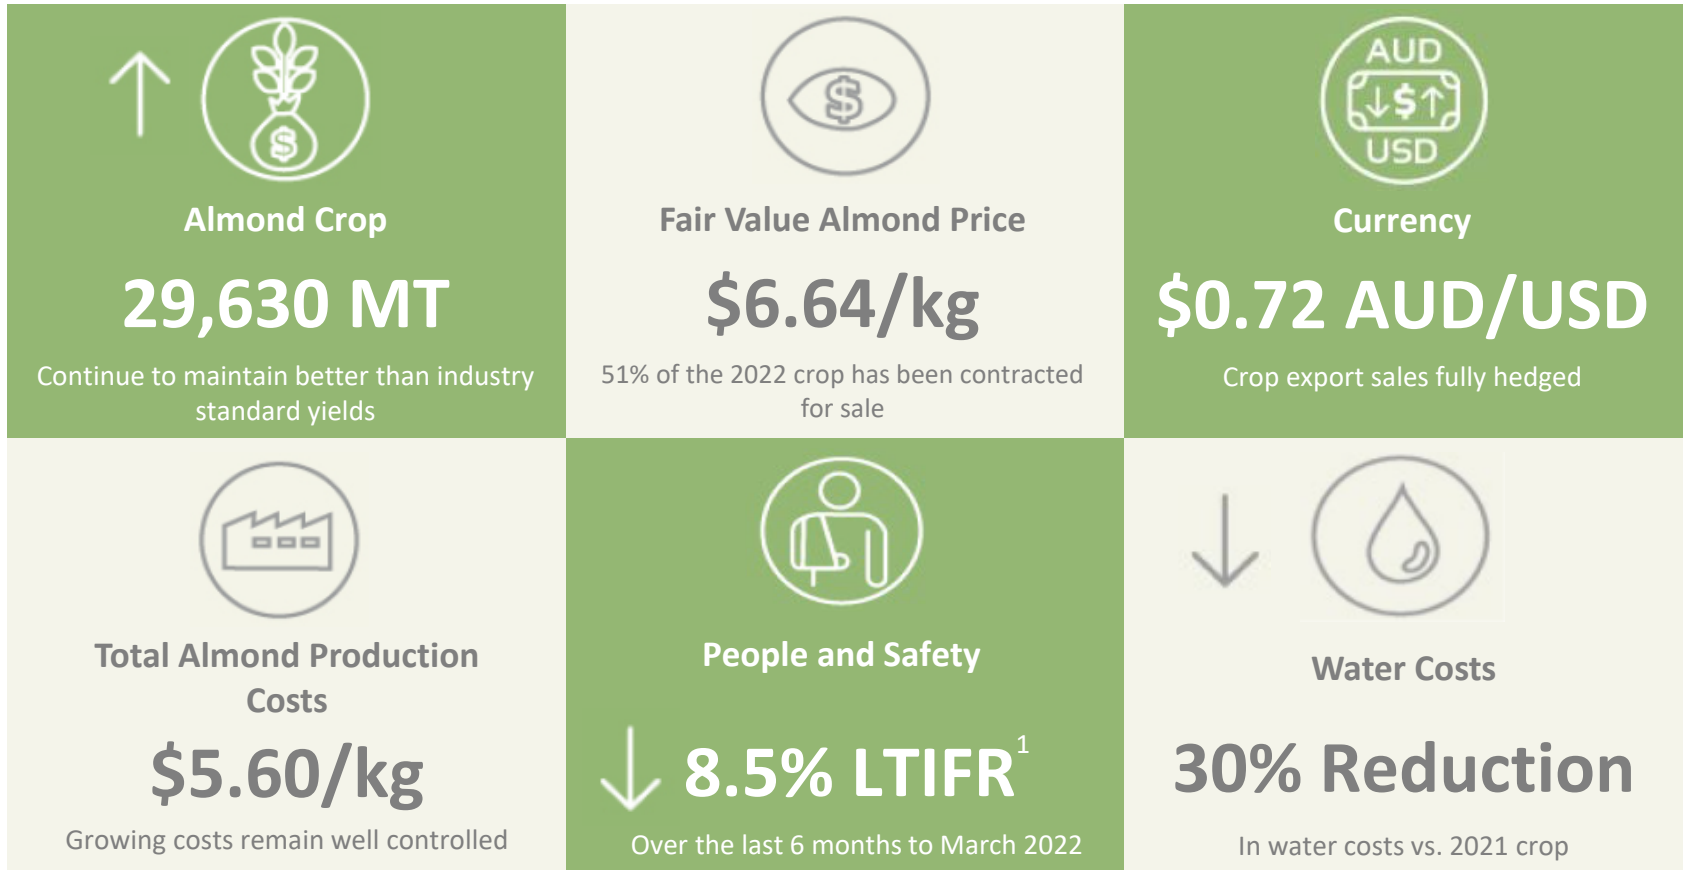 Almond Crop
29,630 MT
Continue to maintain better than industry
standard yields
$
Fair Value Almond Price
$6.64/kg
51% of the 2022 crop has been contracted
for sale
AUD
$
USD
Currency
$0.72 AUD/USD
Crop export sales fully hedged
Total Almond Production
Costs
$5.60/kg
Growing costs remain well controlled
People and Safety
8.5% LTIFR1
Over the last 6 months to March 2022
Water Costs
30% Reduction
In water costs vs. 2021 crop